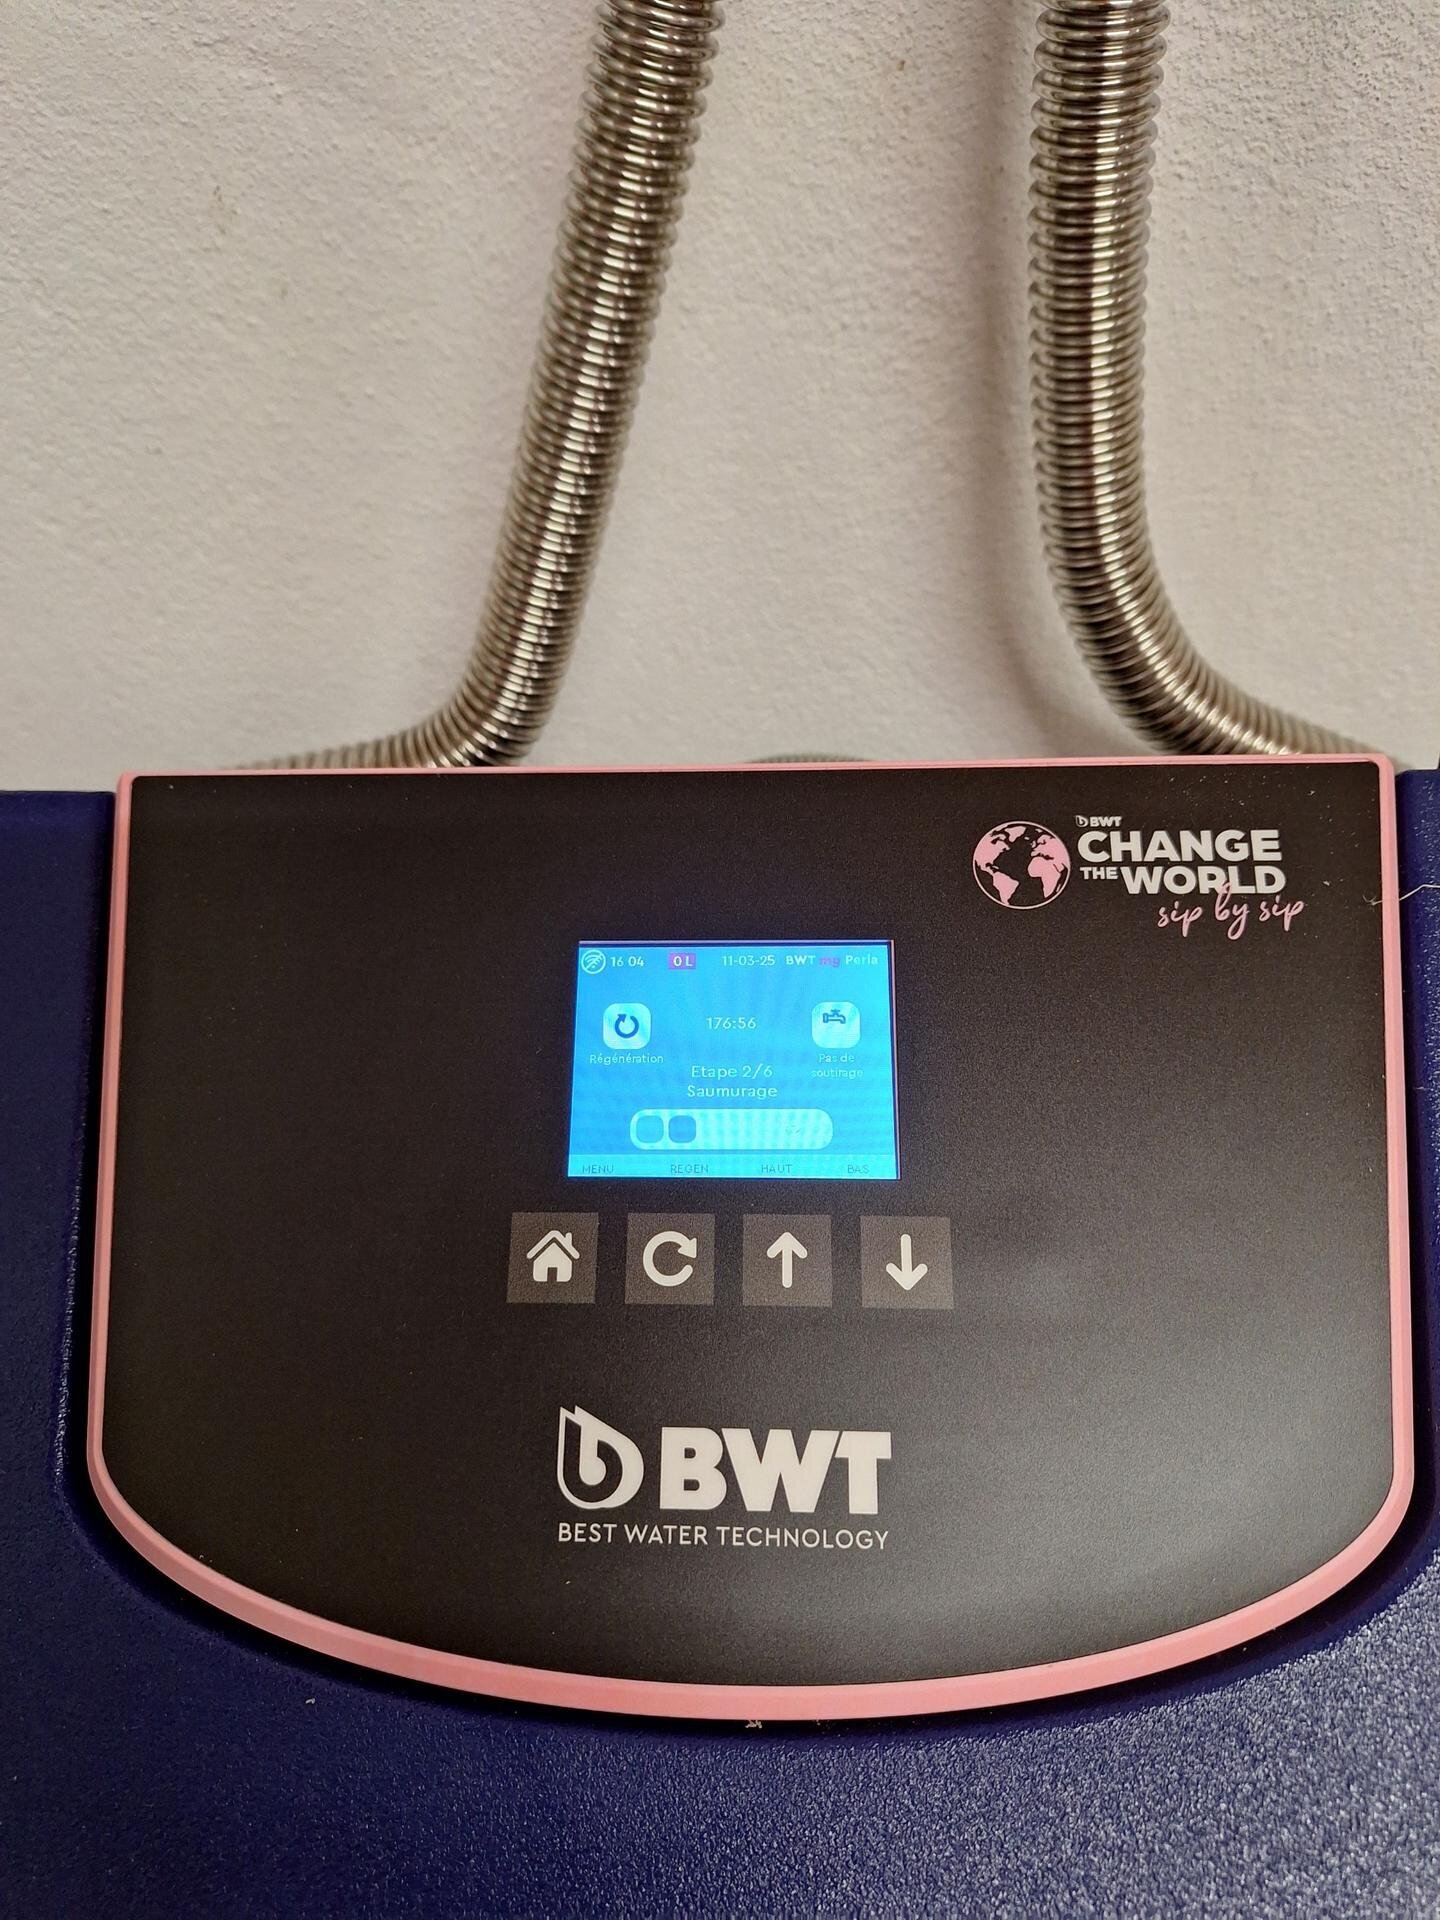 BWT
CHANGE
THE WORLD
sip by sip
16 04 0 L 11-03-25 BWT my Perla
176:56
Régénération
Pas de
soutirage
Etape 2/6
Saumurage
MENU REGEN HAUT BAS
BWT
BEST WATER TECHNOLOGY